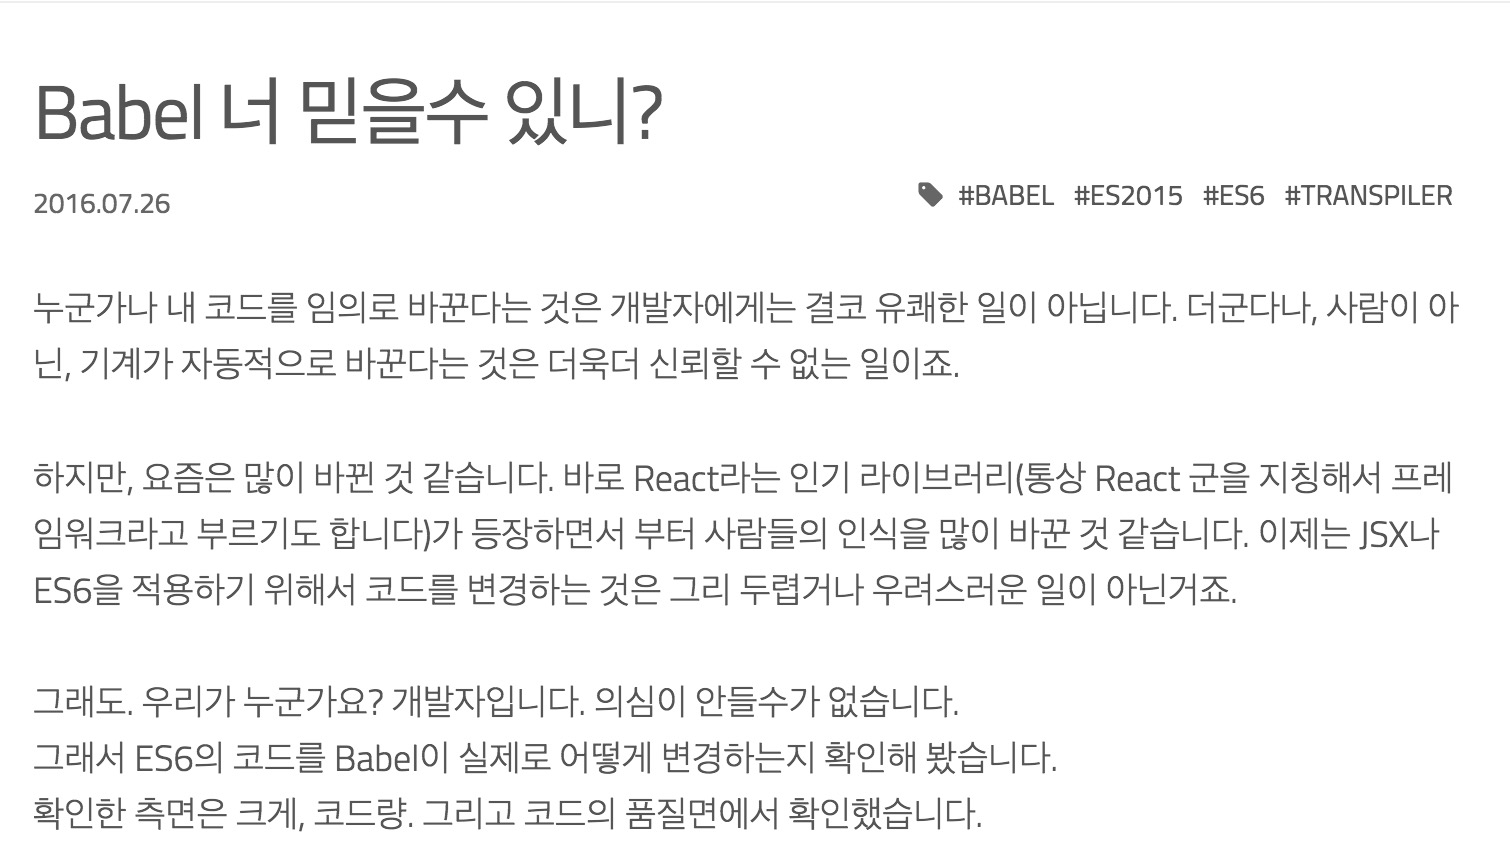 Babel 너 믿을수 있니?
2016.07.26
#BABEL #ES2015 #ES6 #TRANSPILER
누군가나 내 코드를 임의로 바꾼다는 것은 개발자에게는 결코 유쾌한 일이 아닙니다. 더군다나, 사람이 아
닌, 기계가 자동적으로 바꾼다는 것은 더욱더 신뢰할 수 없는 일이죠.
하지만, 요즘은 많이 바뀐 것 같습니다. 바로 React라는 인기 라이브러리(통상 React 군을 지칭해서 프레
임워크라고 부르기도 합니다)가 등장하면서 부터 사람들의 인식을 많이 바꾼 것 같습니다. 이제는 JSX나
ES6을 적용하기 위해서 코드를 변경하는 것은 그리 두렵거나 우려스러운 일이 아닌거죠.
그래도. 우리가 누군가요? 개발자입니다. 의심이 안들수가 없습니다.
그래서 ES6의 코드를 Babel이 실제로 어떻게 변경하는지 확인해 봤습니다.
확인한 측면은 크게, 코드량. 그리고 코드의 품질면에서 확인했습니다.